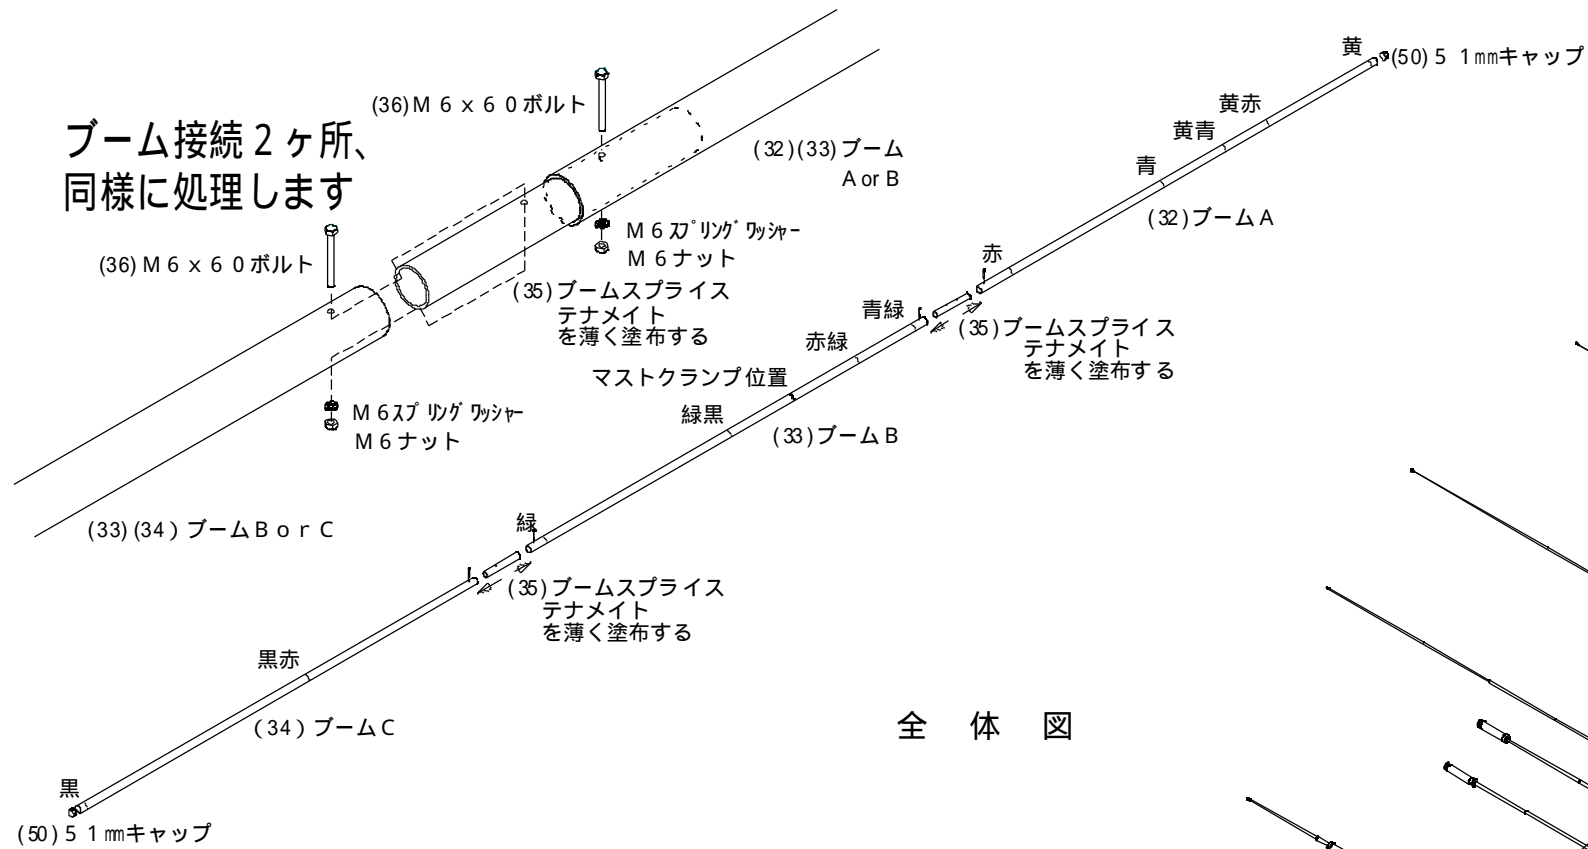 ブーム接続２ヶ所、
同様に処理します
(36)Ｍ６ｘ６０ボルト
(32)(33)ブーム
A or B
Ｍ６ｽﾌﾟﾘﾝｸﾞﾜｯｼｬｰ
Ｍ６ナット
(36)Ｍ６ｘ６０ボルト
(35)ブームスプライス
テナメイト
を薄く塗布する
Ｍ６ｽﾌﾟﾘﾝｸﾞﾜｯｼｬｰ
Ｍ６ナット
(33)(34)ブームＢｏｒＣ
黄
(50)５１㎜キャップ
黄赤
黄青
青
(32)ブームＡ
赤
青緑
(35)ブームスプライス
テナメイト
を薄く塗布する
赤緑
マストクランプ位置
緑黒
(33)ブームＢ
緑
(35)ブームスプライス
テナメイト
を薄く塗布する
黒赤
(34)ブームＣ
黒
(50)５１㎜キャップ
全 体 図